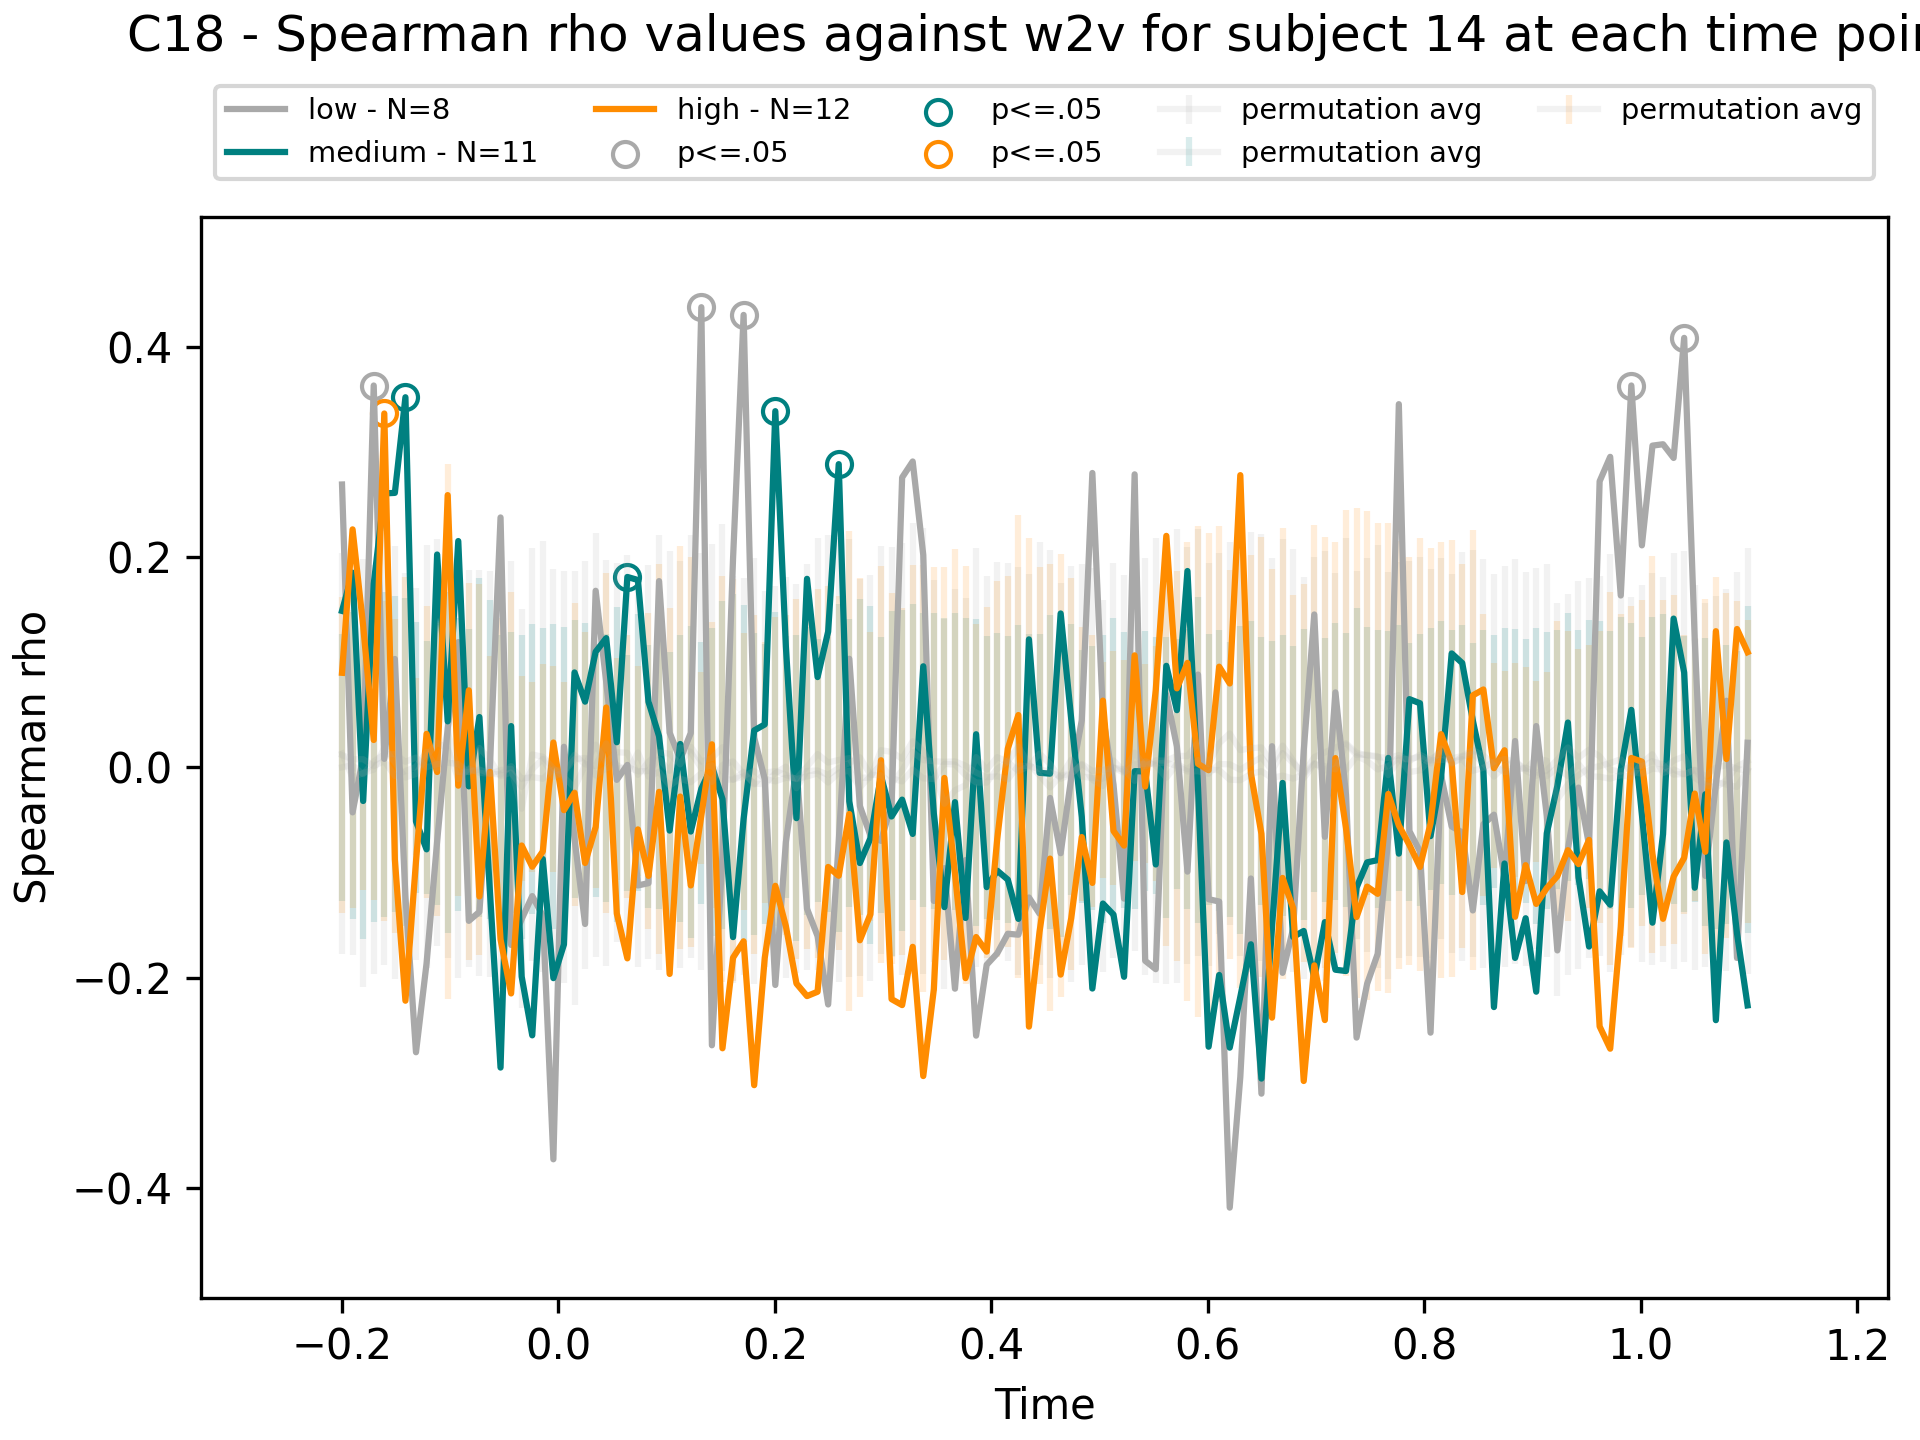 C18 - Spearman rho values against w2v for subject 14 at each time poi
low - N=8 high - N=12 p<=.05 permutation avg permutation avg
medium - N=11 p<=.05 p<=.05 permutation avg
Spearman rho
0.4
0.2
0.0
−0.2
−0.4
−0.2 0.0 0.2 0.4 0.6 0.8 1.0 1.2
Time